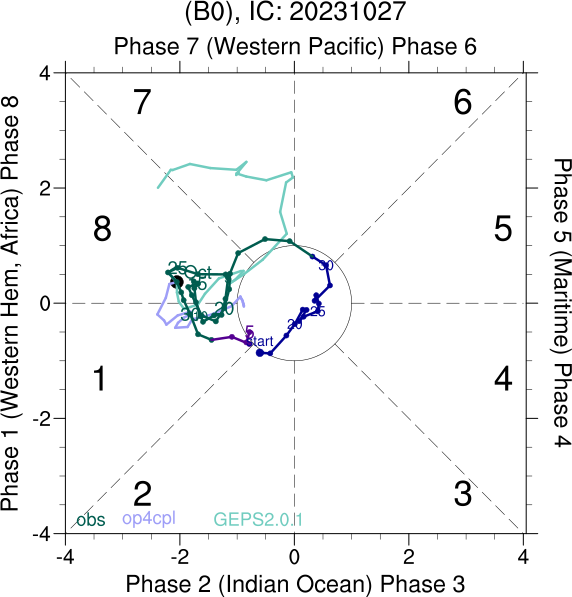 (B0), IC: 20231027
Phase 7 (Western Pacific) Phase 6
Phase 1 (Western Hem, Africa) Phase 8
Phase 5 (Maritime) Phase 4
4
2
0
-2
-4
7
6
8
5
1
4
2
3
25
Oct
30
20
5
30
25
20
start
obs
op4cpl
GEPS2.0.1
-4
-2
0
2
4
Phase 2 (Indian Ocean) Phase 3